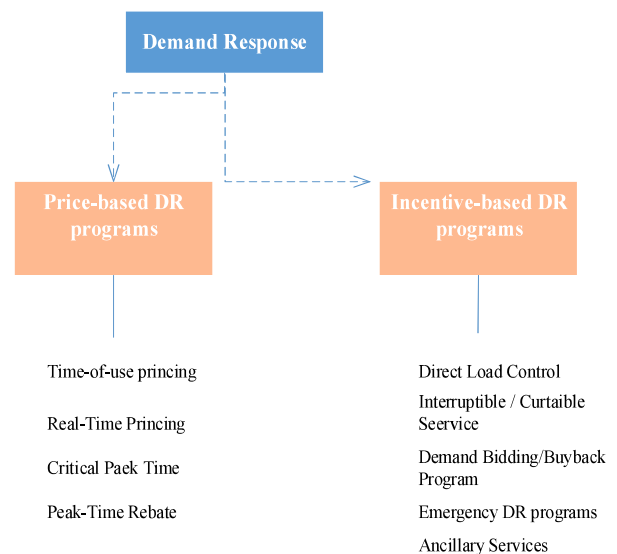 Demand Response
Price-based DR
programs
Incentive-based DR
programs
Time-of-use princing
Real-Time Princing
Critical Paek Time
Peak-Time Rebate
Direct Load Control
Interruptible / Curtaible
Seervice
Demand Bidding/Buyback
Program
Emergency DR programs
Ancillary Services